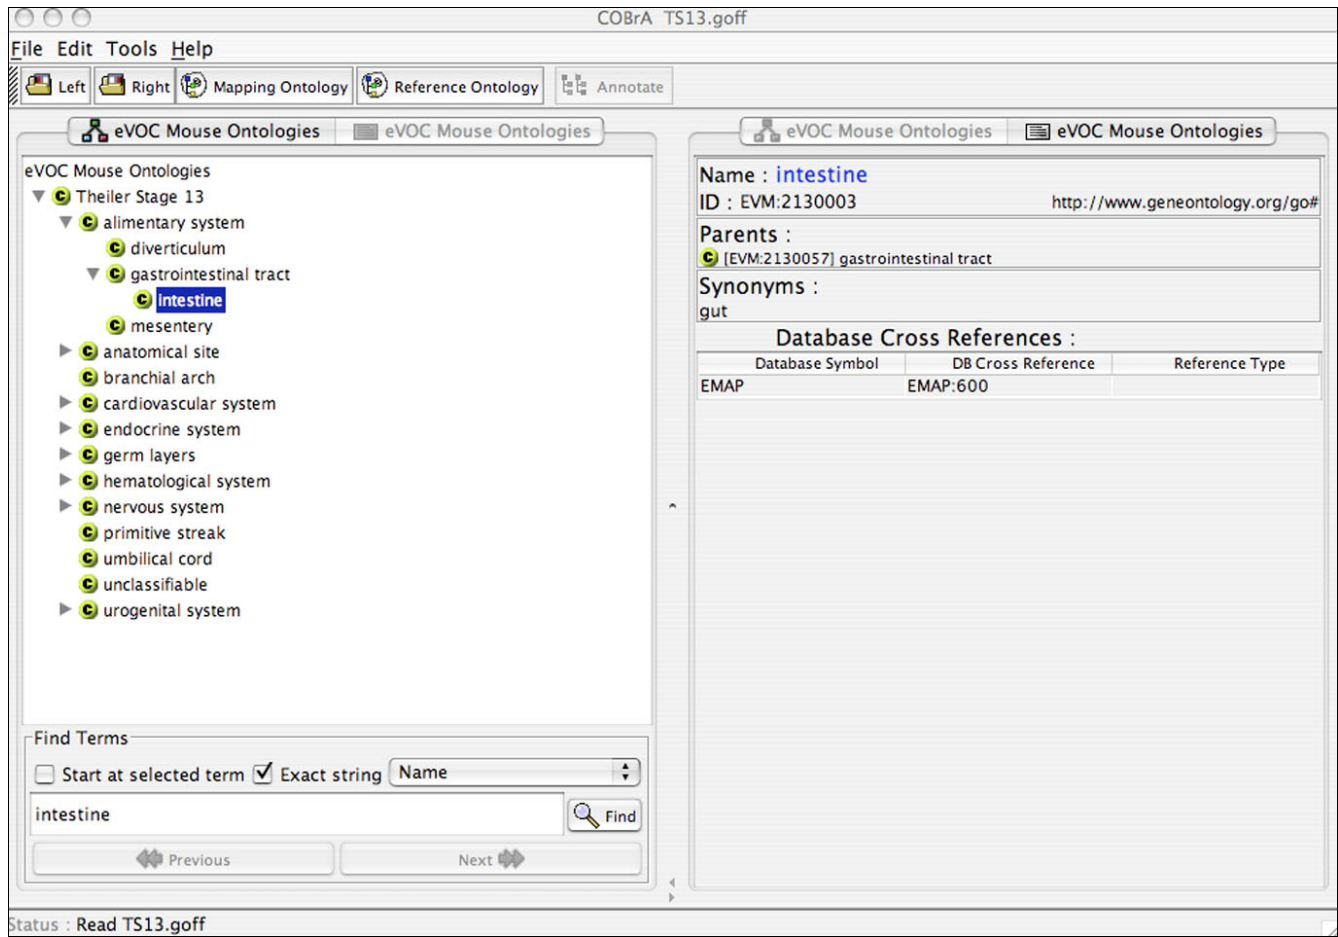 COBrA TS13.goff
File Edit Tools Help
Left Right Mapping Ontology Reference Ontology Annotate
eVOC Mouse Ontologies eVOC Mouse Ontologies
eVOC Mouse Ontologies
Theiler Stage 13
alimentary system
diverticulum
gastrointestinal tract
intestine
mesentery
anatomical site
branchial arch
cardiovascular system
endocrine system
germ layers
hematological system
nervous system
primitive streak
umbilical cord
unclassifiable
urogenital system
Find Terms
Start at selected term Exact string Name
intestine Find
Previous Next
eVOC Mouse Ontologies eVOC Mouse Ontologies
Name : intestine
ID : EVM:2130003 http://www.geneontology.org/go#
Parents :
[EVM:2130057] gastrointestinal tract
Synonyms :
gut
Database Cross References :
Database Symbol DB Cross Reference Reference Type
EMAP EMAP:600
Status : Read TS13.goff